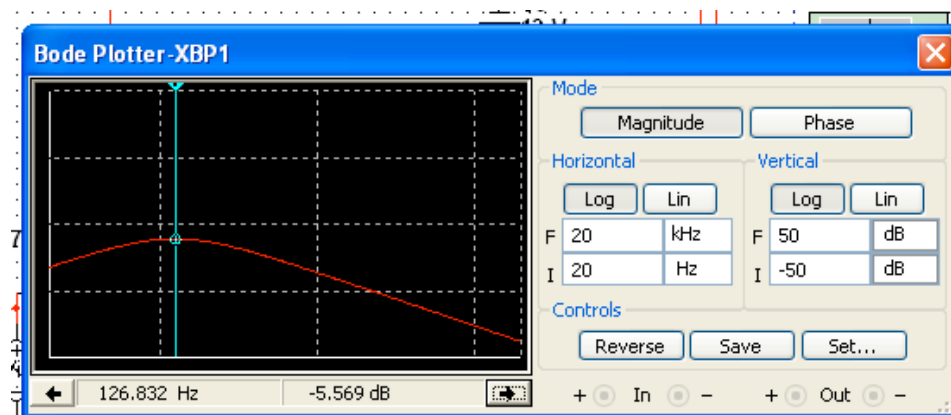 Bode Plotter-XBP1
Mode
Magnitude Phase
Horizontal Vertical
Log Lin Log Lin
F 20 kHz F 50 dB
I 20 Hz I -50 dB
Controls
Reverse Save Set...
126.832 Hz -5.569 dB
+ In - + Out -